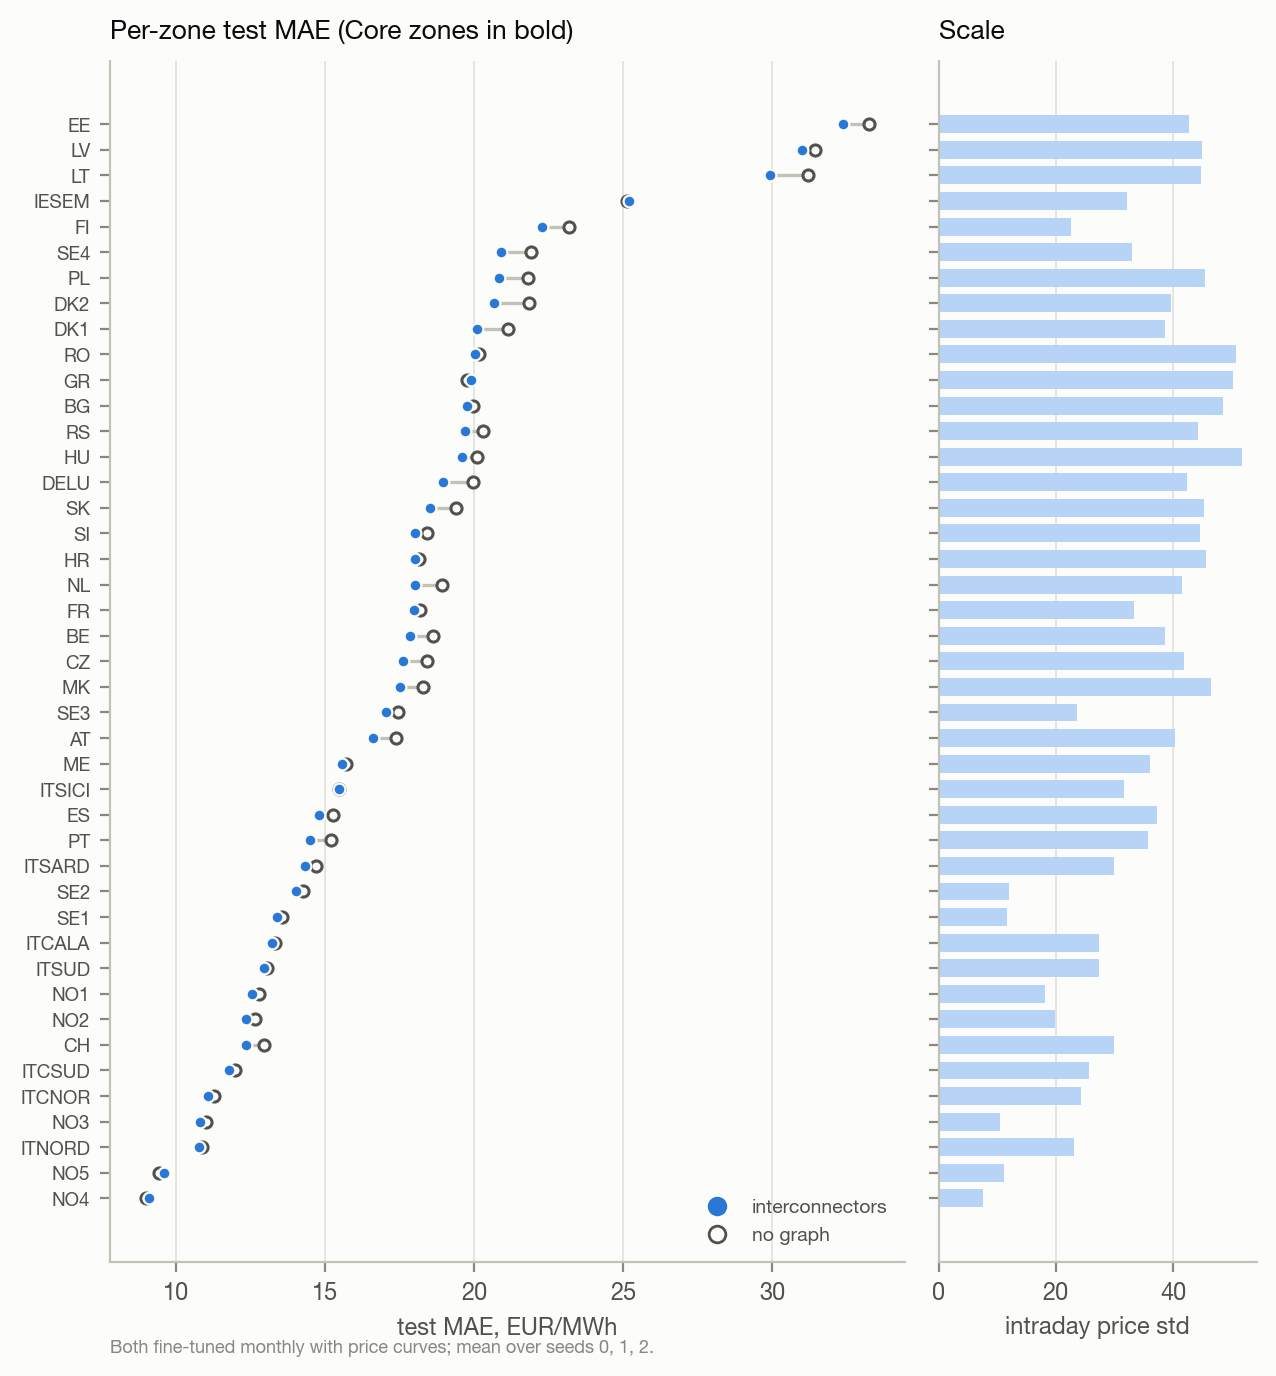 Per-zone test MAE (Core zones in bold)
Scale
EE
LV
LT
IESEM
FI
SE4
PL
DK2
DK1
RO
GR
BG
RS
HU
DELU
SK
SI
HR
NL
FR
BE
CZ
MK
SE3
AT
ME
ITSICI
ES
PT
ITSARD
SE2
SE1
ITCALA
ITSUD
NO1
NO2
CH
ITCSUD
ITCNOR
NO3
ITNORD
NO5
NO4
interconnectors
no graph
10 15 20 25 30
0 20 40
test MAE, EUR/MWh
intraday price std
Both fine-tuned monthly with price curves; mean over seeds 0, 1, 2.